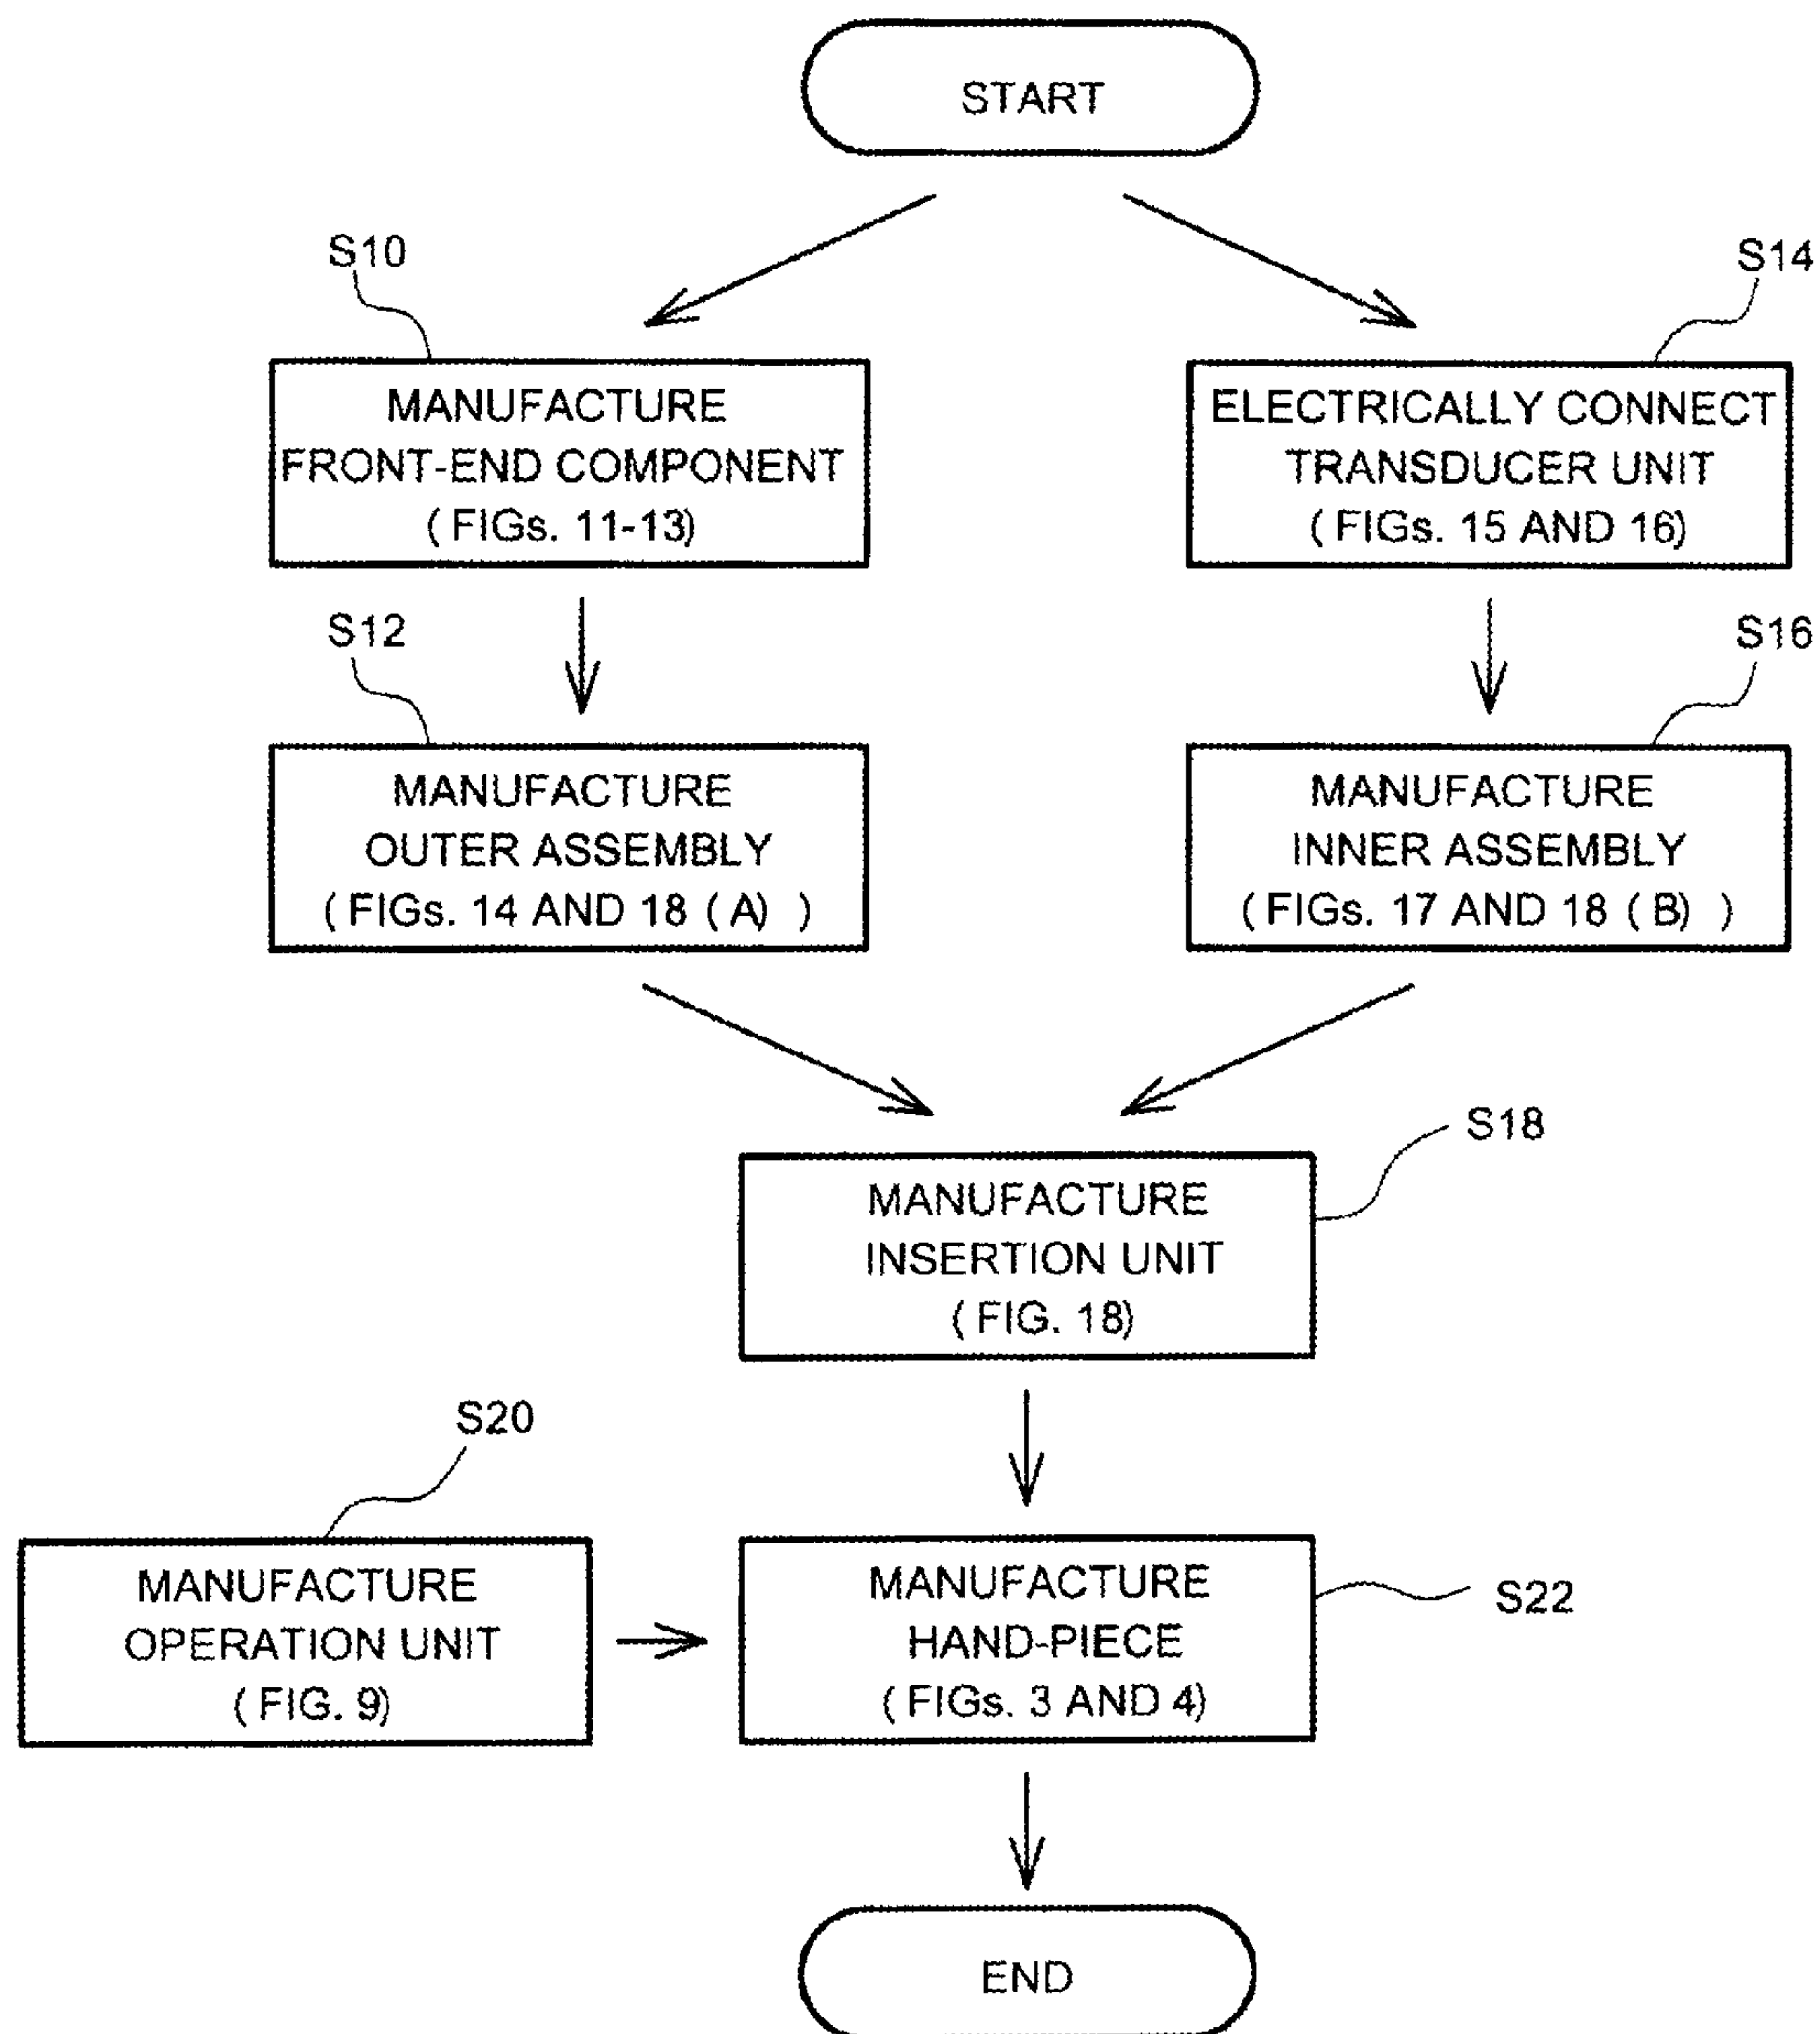 START
S10
MANUFACTURE
FRONT-END COMPONENT
( FIGs. 11-13)
S14
ELECTRICALLY CONNECT
TRANSDUCER UNIT
( FIGs. 15 AND 16)
S12
MANUFACTURE
OUTER ASSEMBLY
( FIGs. 14 AND 18 ( A) )
S16
MANUFACTURE
INNER ASSEMBLY
( FIGs. 17 AND 18 ( B) )
S18
MANUFACTURE
INSERTION UNIT
( FIG. 18)
S20
MANUFACTURE
OPERATION UNIT
( FIG. 9)
S22
MANUFACTURE
HAND-PIECE
( FIGs. 3 AND 4)
END